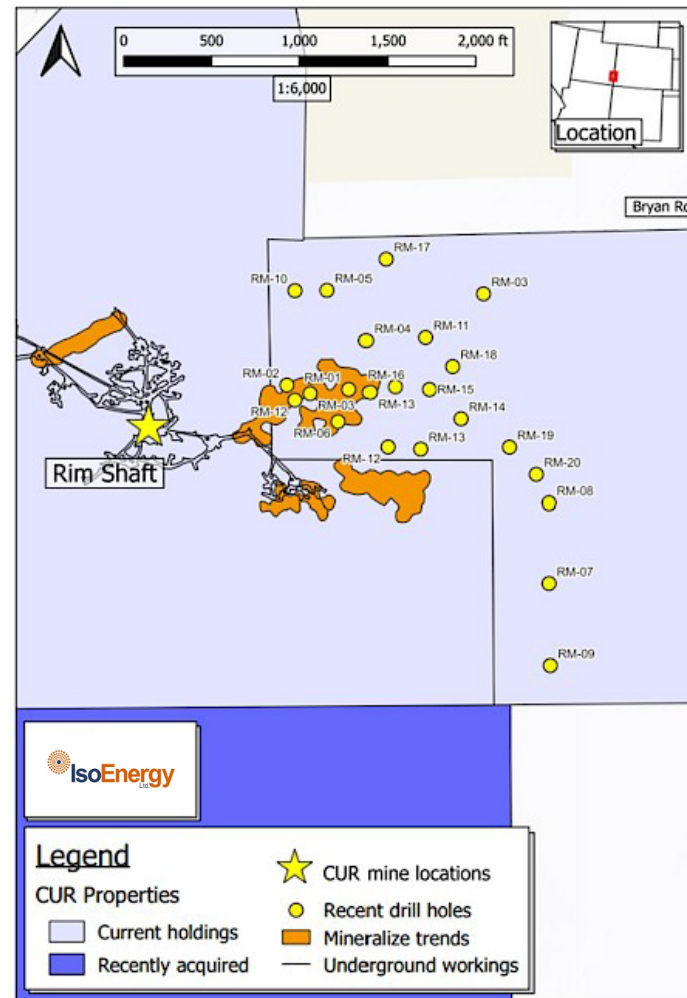 0 500 1,000 1,500 2,000 ft
1:6,000
Location
Bryan Ro
RM-17
RM-10
RM-05
RM-03
RM-04
RM-11
RM-18
RM-02
RM-01
RM-16
RM-15
RM-12
RM-03
RM-13
RM-06
RM-14
RM-12
RM-13
RM-19
Rim Shaft
RM-20
RM-08
RM-07
RM-09
IsoEnergy
Ltd.
Legend
CUR Properties
Current holdings
Recently acquired
CUR mine locations
Recent drill holes
Mineralize trends
Underground workings